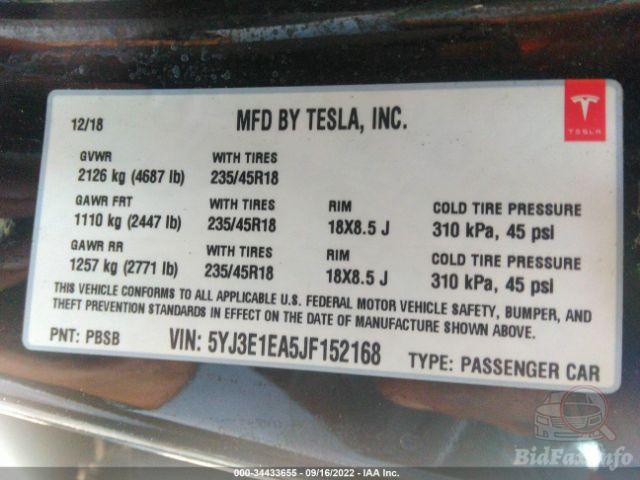 12/18
MFD BY TESLA, INC.
TESLA
GVWR WITH TIRES
2126 kg (4687 lb) 235/45R18
GAWR FRT WITH TIRES RIM COLD TIRE PRESSURE
1110 kg (2447 lb) 235/45R18 18X8.5 J 310 kPa, 45 psi
GAWR RR WITH TIRES RIM COLD TIRE PRESSURE
1257 kg (2771 lb) 235/45R18 18X8.5 J 310 kPa, 45 psi
THIS VEHICLE CONFORMS TO ALL APPLICABLE U.S. FEDERAL MOTOR VEHICLE SAFETY, BUMPER, AND
THEFT PREVENTION STANDARDS IN EFFECT ON THE DATE OF MANUFACTURE SHOWN ABOVE.
PNT: PBSB VIN: 5YJ3E1EA5JF152168 TYPE: PASSENGER CAR
BidFax.info
000-34433655 - 09/16/2022 - IAA Inc.